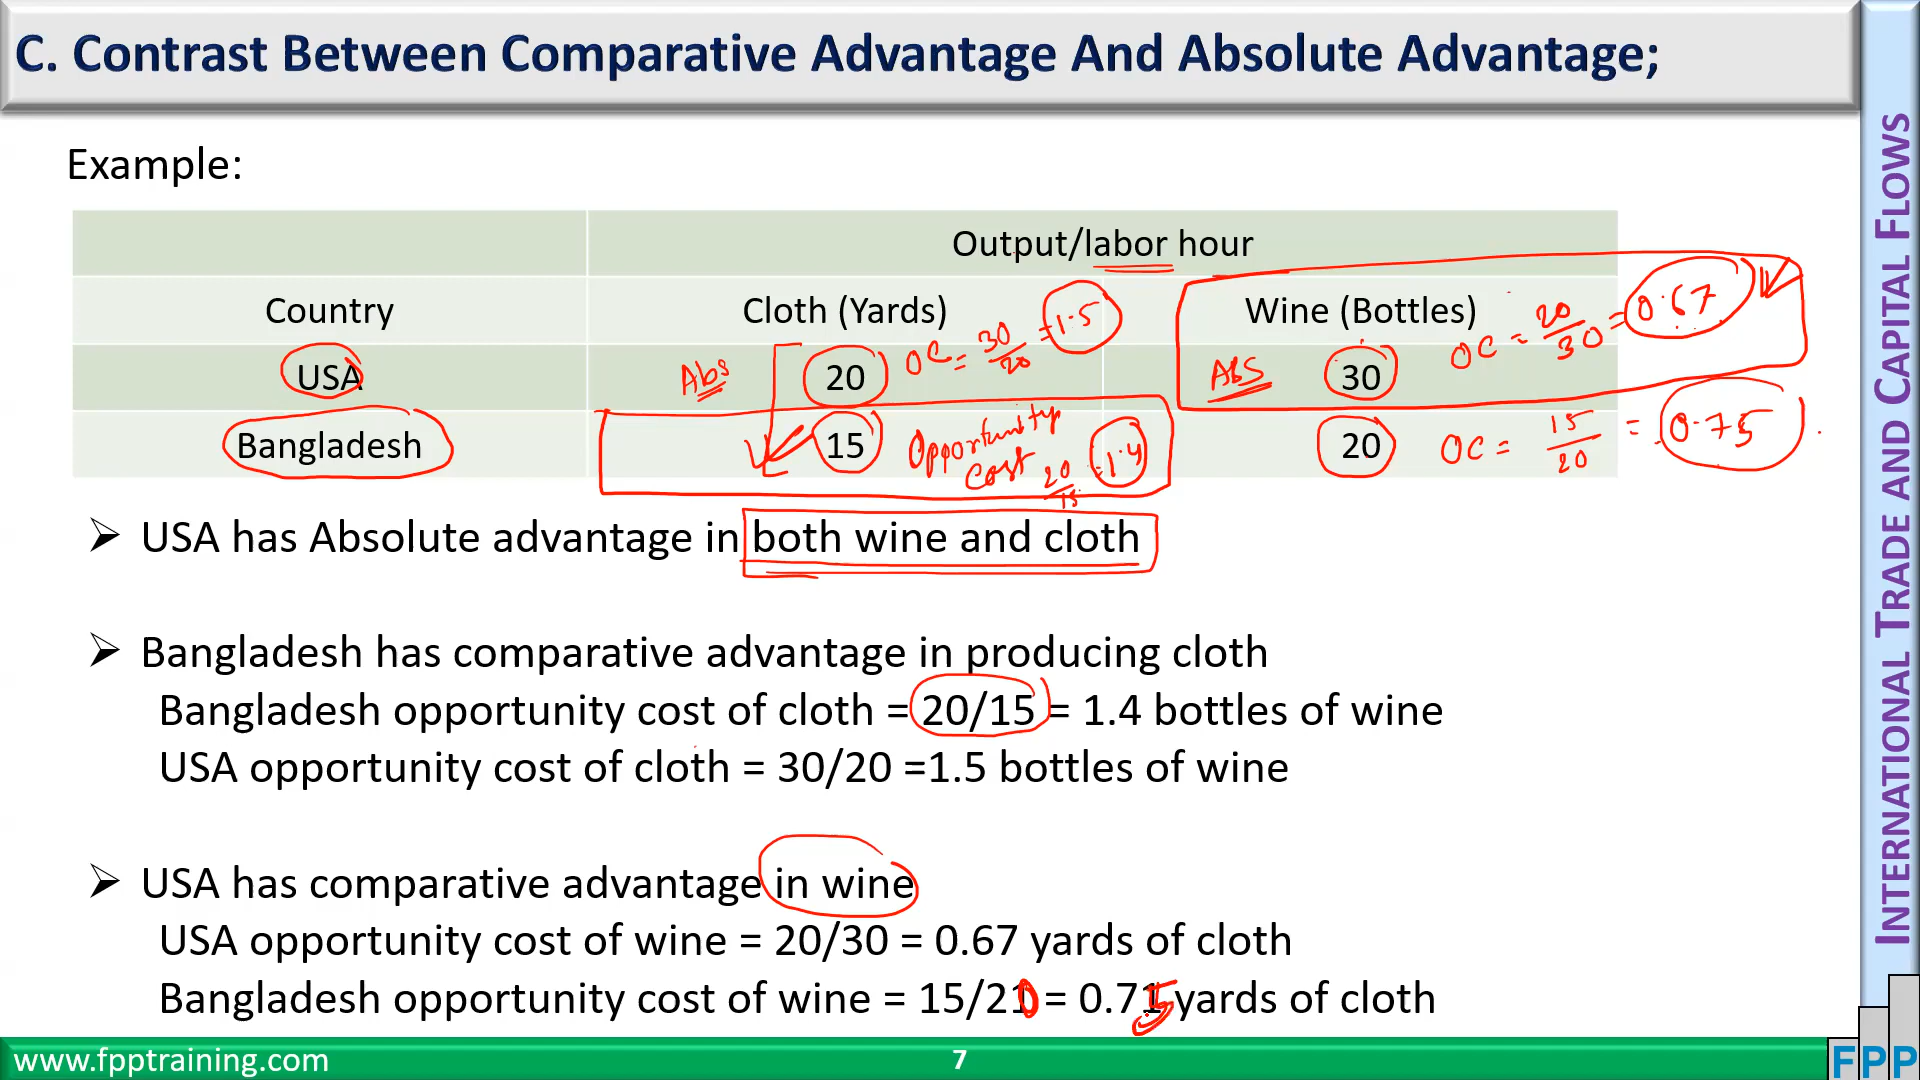 C. Contrast Between Comparative Advantage And Absolute Advantage;
Example:
Output/labor hour
Country Cloth (Yards) OC = 30/20 = 1.5 Wine (Bottles) OC = 20/30 = 0.67
USA Abs 20 ABS 30
Bangladesh 15 Opportunity Cost 20/15 = 1.4 20 OC = 15/20 = 0.75
➢ USA has Absolute advantage in both wine and cloth
➢ Bangladesh has comparative advantage in producing cloth
Bangladesh opportunity cost of cloth = 20/15 = 1.4 bottles of wine
USA opportunity cost of cloth = 30/20 =1.5 bottles of wine
➢ USA has comparative advantage in wine
USA opportunity cost of wine = 20/30 = 0.67 yards of cloth
Bangladesh opportunity cost of wine = 15/20 = 0.75 yards of cloth
www.fpptraining.com 7
INTERNATIONAL TRADE AND CAPITAL FLOWS
FPP